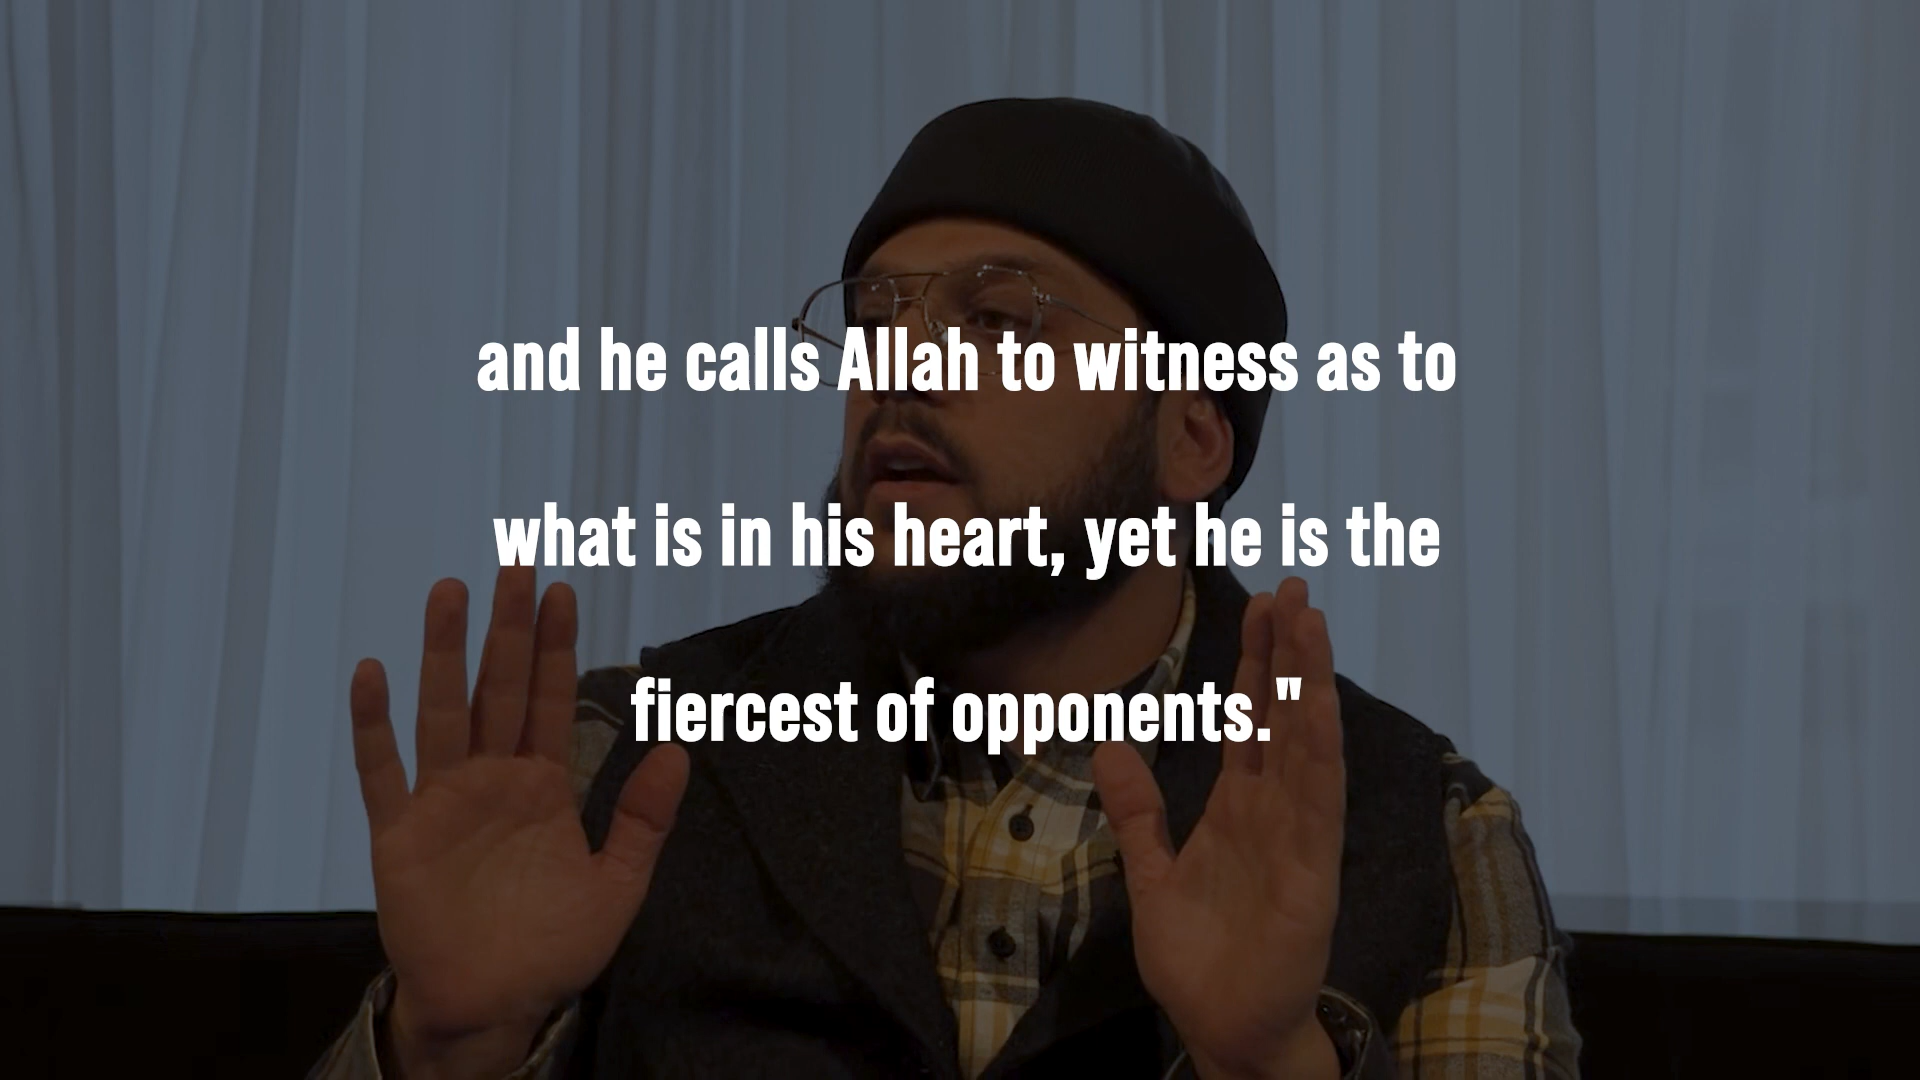 and he calls Allah to witness as to
what is in his heart, yet he is the
fiercest of opponents."